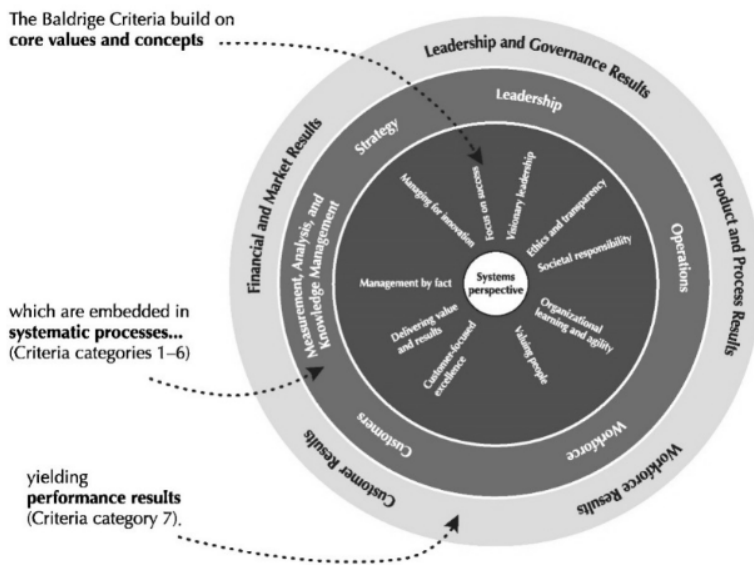 The Baldrige Criteria build on
core values and concepts
which are embedded in
systematic processes...
(Criteria categories 1–6)
yielding
performance results
(Criteria category 7).
Leadership and Governance Results
Product and Process Results
Workforce Results
Customer Results
Financial and Market Results
Leadership
Operations
Workforce
Customers
Measurement, Analysis, and
Knowledge Management
Strategy
Systems
perspective
Focus on success
Visionary leadership
Ethics and transparency
Societal responsibility
Organizational
learning and agility
Valuing people
Customer-focused
excellence
Delivering value
and results
Management by fact
Managing for innovation